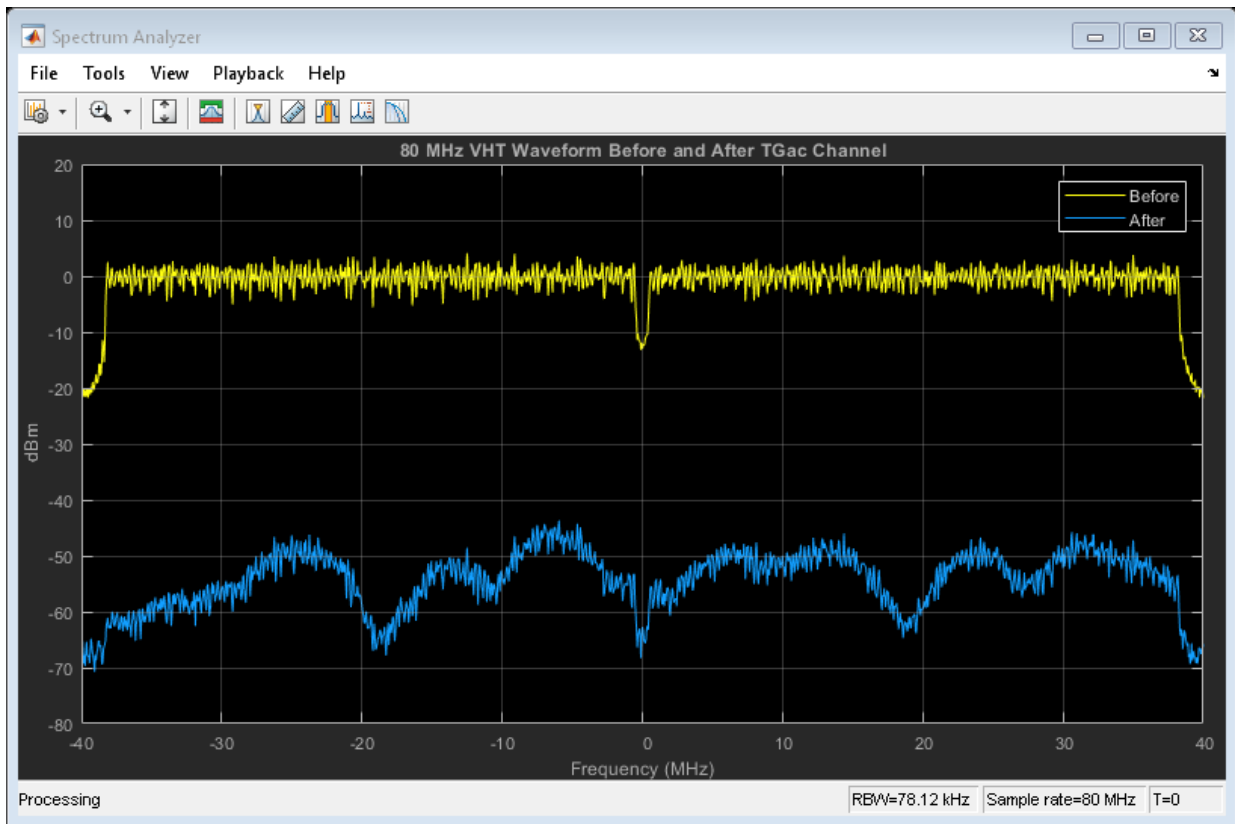 Spectrum Analyzer
File Tools View Playback Help
80 MHz VHT Waveform Before and After TGac Channel
Before
After
20
10
0
-10
-20
-30
-40
-50
-60
-70
-80
dBm
-40 -30 -20 -10 0 10 20 30 40
Frequency (MHz)
Processing RBW=78.12 kHz Sample rate=80 MHz T=0